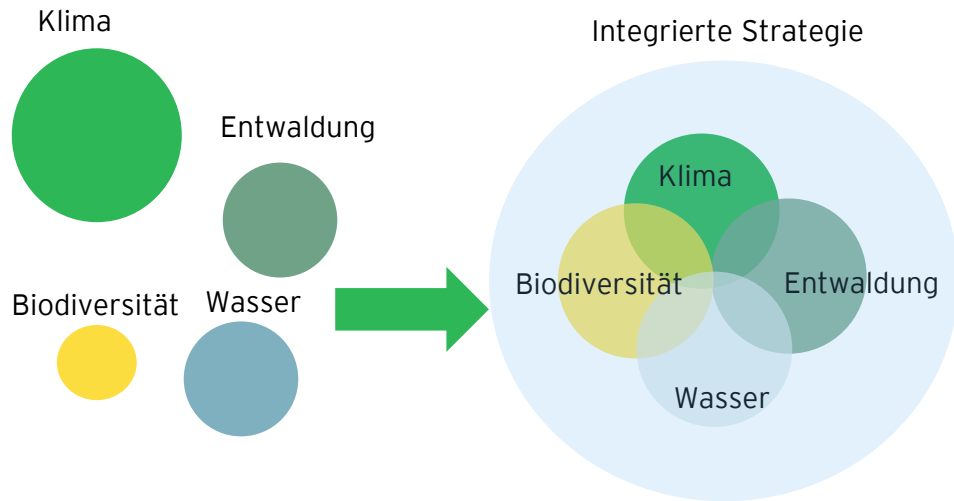 Klima
Entwaldung
Biodiversität
Wasser
Integrierte Strategie
Klima
Biodiversität
Entwaldung
Wasser